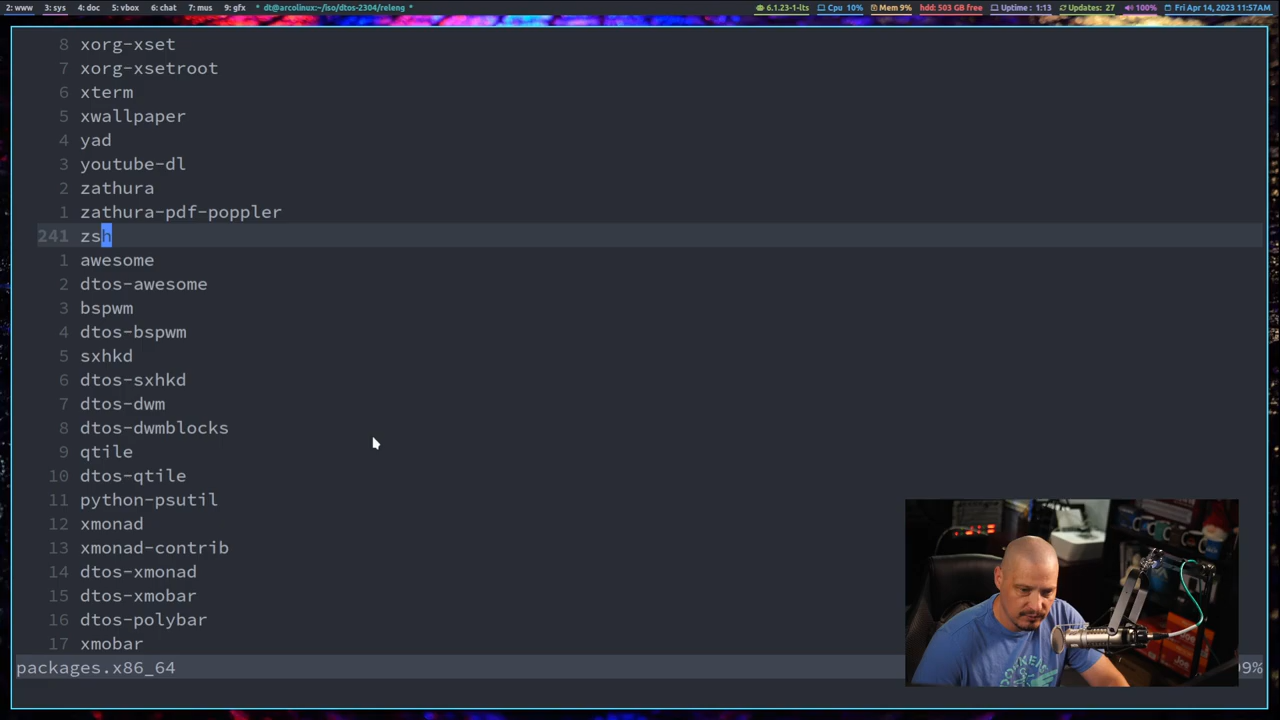 2: www 3: sys 4: doc 5: vbox 6: chat 7: mus 9: gfx * dt@arcolinux:~/iso/dtos-2304/releng * 6.1.23-1-lts Cpu 10% Mem 9% hdd: 503 GB free Uptime : 1:13 Updates: 27 100% Fri Apr 14, 2023 11:57AM
8 xorg-xset
7 xorg-xsetroot
6 xterm
5 xwallpaper
4 yad
3 youtube-dl
2 zathura
1 zathura-pdf-poppler
241 zsh
1 awesome
2 dtos-awesome
3 bspwm
4 dtos-bspwm
5 sxhkd
6 dtos-sxhkd
7 dtos-dwm
8 dtos-dwmblocks
9 qtile
10 dtos-qtile
11 python-psutil
12 xmonad
13 xmonad-contrib
14 dtos-xmonad
15 dtos-xmobar
16 dtos-polybar
17 xmobar
packages.x86_64